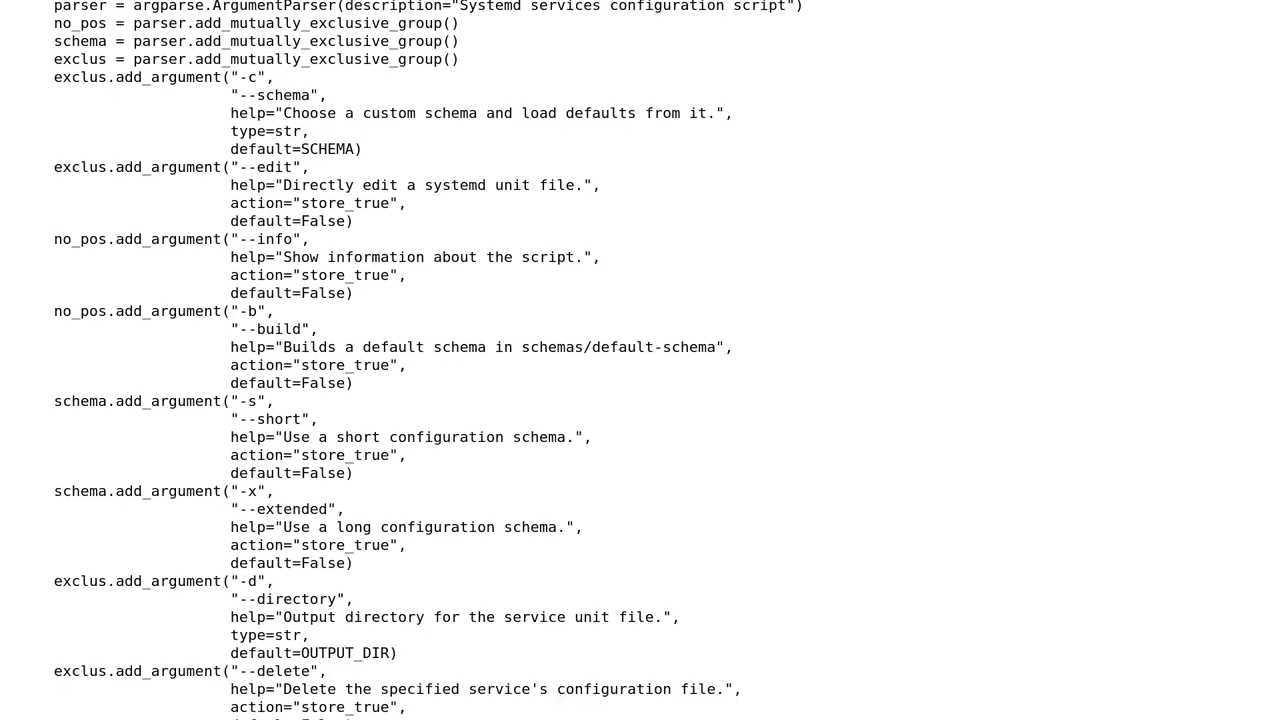 parser = argparse.ArgumentParser(description="Systemd services configuration script")
no_pos = parser.add_mutually_exclusive_group()
schema = parser.add_mutually_exclusive_group()
exclus = parser.add_mutually_exclusive_group()
exclus.add_argument("-c",
"--schema",
help="Choose a custom schema and load defaults from it.",
type=str,
default=SCHEMA)
exclus.add_argument("--edit",
help="Directly edit a systemd unit file.",
action="store_true",
default=False)
no_pos.add_argument("--info",
help="Show information about the script.",
action="store_true",
default=False)
no_pos.add_argument("-b",
"--build",
help="Builds a default schema in schemas/default-schema",
action="store_true",
default=False)
schema.add_argument("-s",
"--short",
help="Use a short configuration schema.",
action="store_true",
default=False)
schema.add_argument("-x",
"--extended",
help="Use a long configuration schema.",
action="store_true",
default=False)
exclus.add_argument("-d",
"--directory",
help="Output directory for the service unit file.",
type=str,
default=OUTPUT_DIR)
exclus.add_argument("--delete",
help="Delete the specified service's configuration file.",
action="store_true",